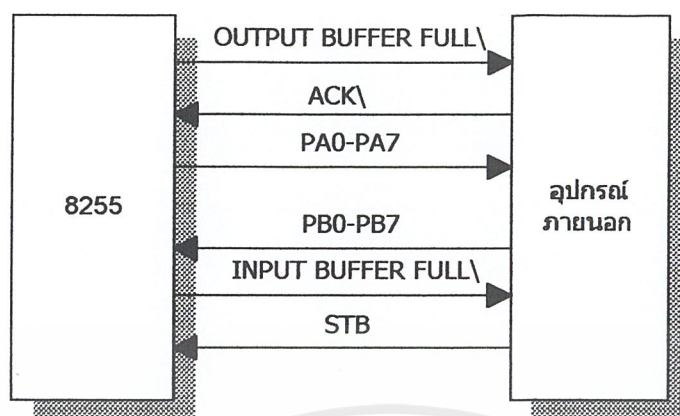 OUTPUT BUFFER FULL\
ACK\
PA0-PA7
8255
อุปกรณ์
ภายนอก
PB0-PB7
INPUT BUFFER FULL\
STB